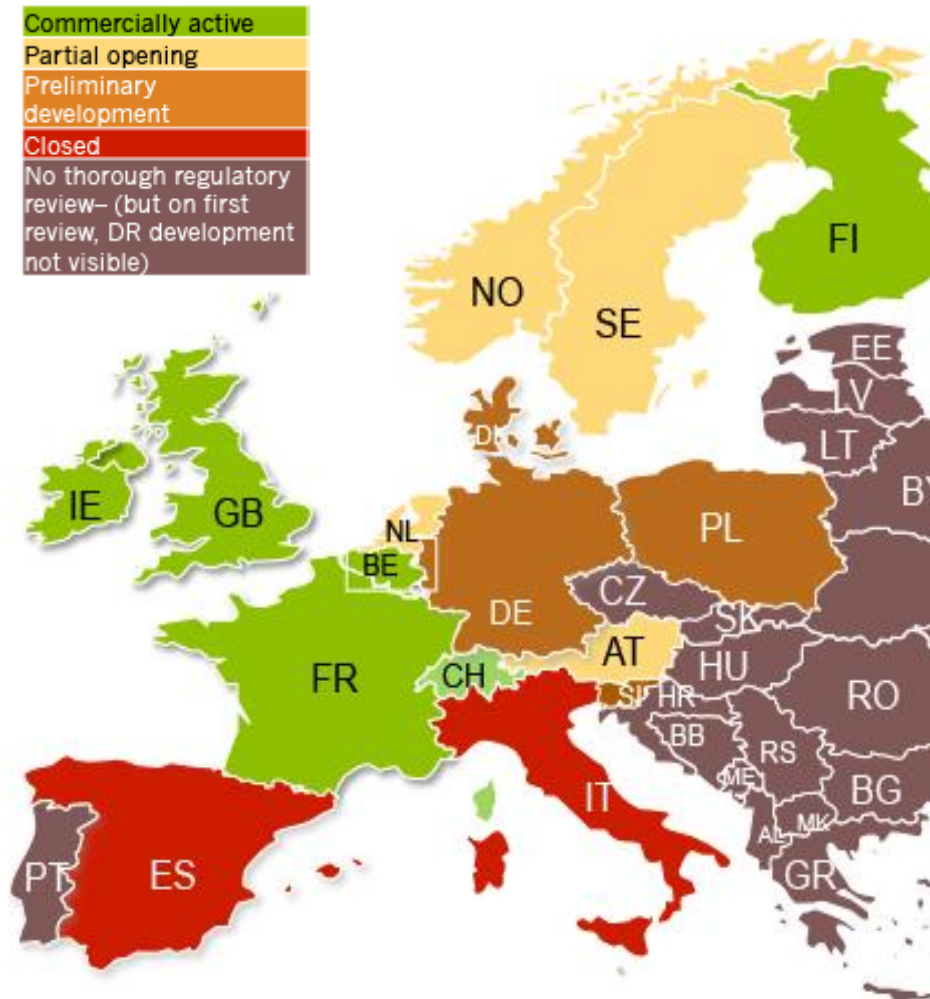 Commercially active
Partial opening
Preliminary
development
Closed
No thorough regulatory
review– (but on first
review, DR development
not visible)
FI
NO
SE
EE
LV
LT
IE
GB
NL
BE
PL
DE
CZ
SK
AT
FR
CH
HU
SI
HR
RO
BB
RS
ME
IT
BG
MK
AL
PT
ES
GR